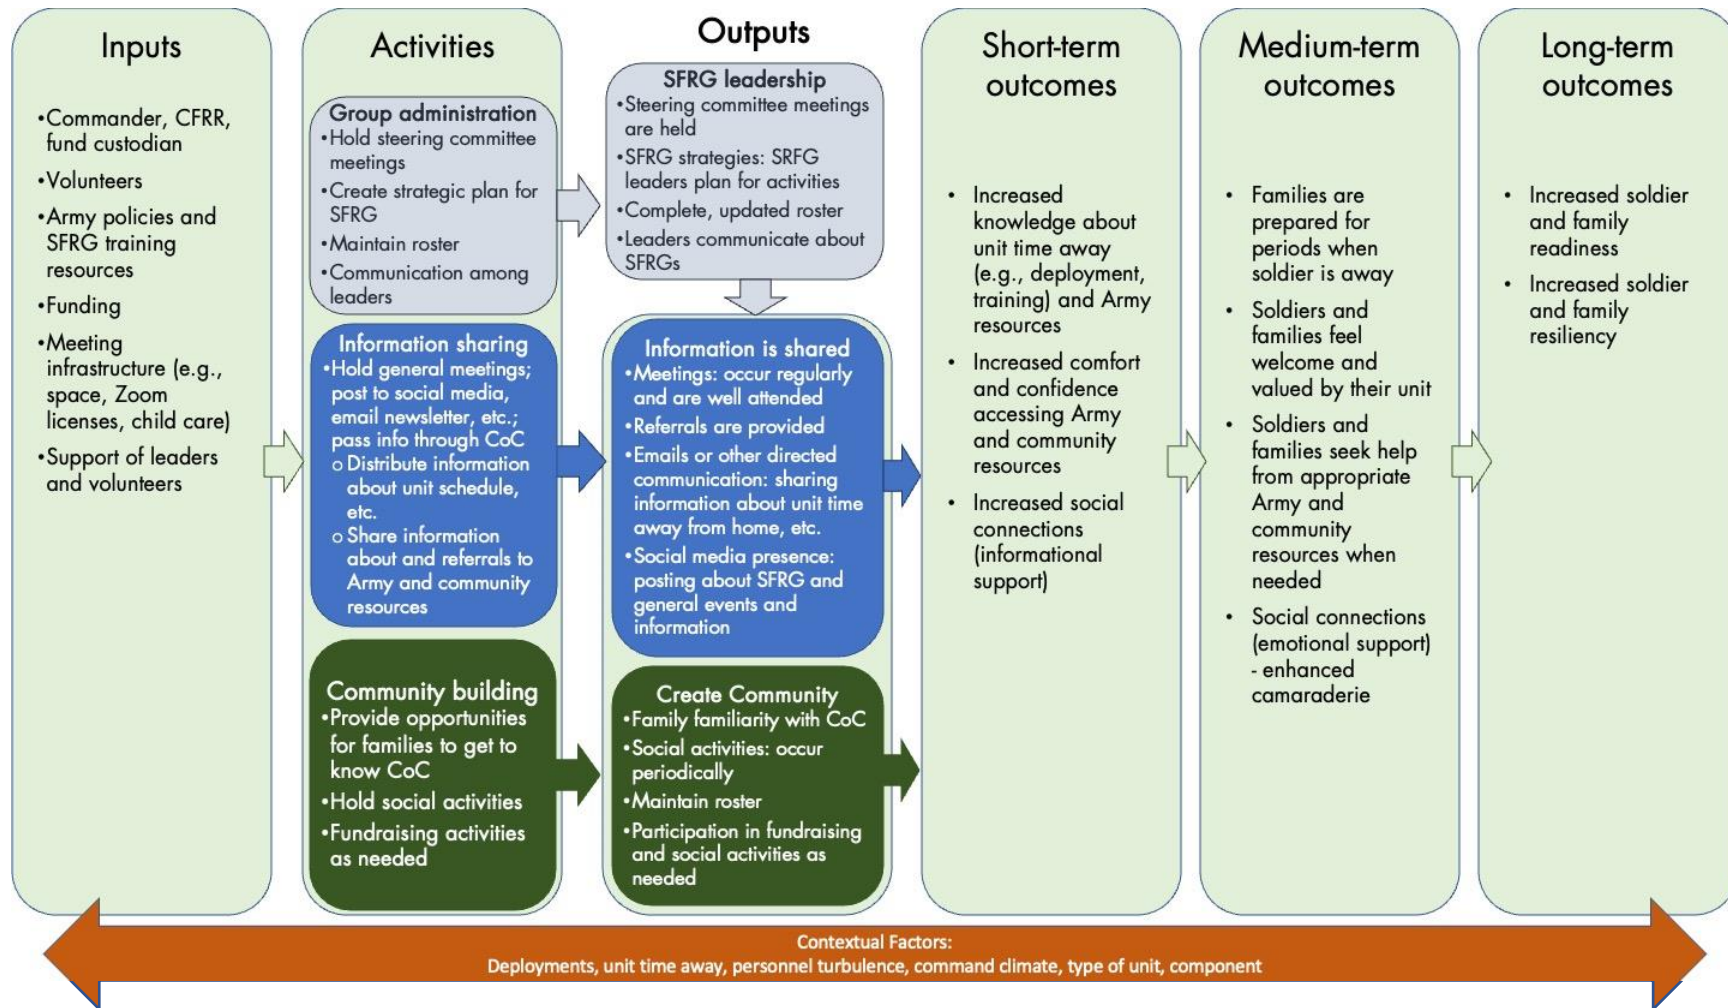 Inputs
•Commander, CFRR,
fund custodian
•Volunteers
•Army policies and
SFRG training
resources
•Funding
•Meeting
infrastructure (e.g.,
space, Zoom
licenses, child care)
•Support of leaders
and volunteers
Activities
Group administration
•Hold steering committee
meetings
•Create strategic plan for
SFRG
•Maintain roster
•Communication among
leaders
Information sharing
•Hold general meetings;
post to social media,
email newsletter, etc.;
pass info through CoC
o Distribute information
about unit schedule,
etc.
o Share information
about and referrals to
Army and community
resources
Community building
•Provide opportunities
for families to get to
know CoC
•Hold social activities
•Fundraising activities
as needed
Outputs
SFRG leadership
•Steering committee meetings
are held
•SFRG strategies: SRFG
leaders plan for activities
•Complete, updated roster
•Leaders communicate about
SFRGs
Information is shared
•Meetings: occur regularly
and are well attended
•Referrals are provided
•Emails or other directed
communication: sharing
information about unit time
away from home, etc.
•Social media presence:
posting about SFRG and
general events and
information
Create Community
•Family familiarity with CoC
•Social activities: occur
periodically
•Maintain roster
•Participation in fundraising
and social activities as
needed
Short-term
outcomes
• Increased
knowledge about
unit time away
(e.g., deployment,
training) and Army
resources
• Increased comfort
and confidence
accessing Army
and community
resources
• Increased social
connections
(informational
support)
Medium-term
outcomes
• Families are
prepared for
periods when
soldier is away
• Soldiers and
families feel
welcome and
valued by their unit
• Soldiers and
families seek help
from appropriate
Army and
community
resources when
needed
• Social connections
(emotional support)
- enhanced
camaraderie
Long-term
outcomes
• Increased soldier
and family
readiness
• Increased soldier
and family
resiliency
Contextual Factors:
Deployments, unit time away, personnel turbulence, command climate, type of unit, component